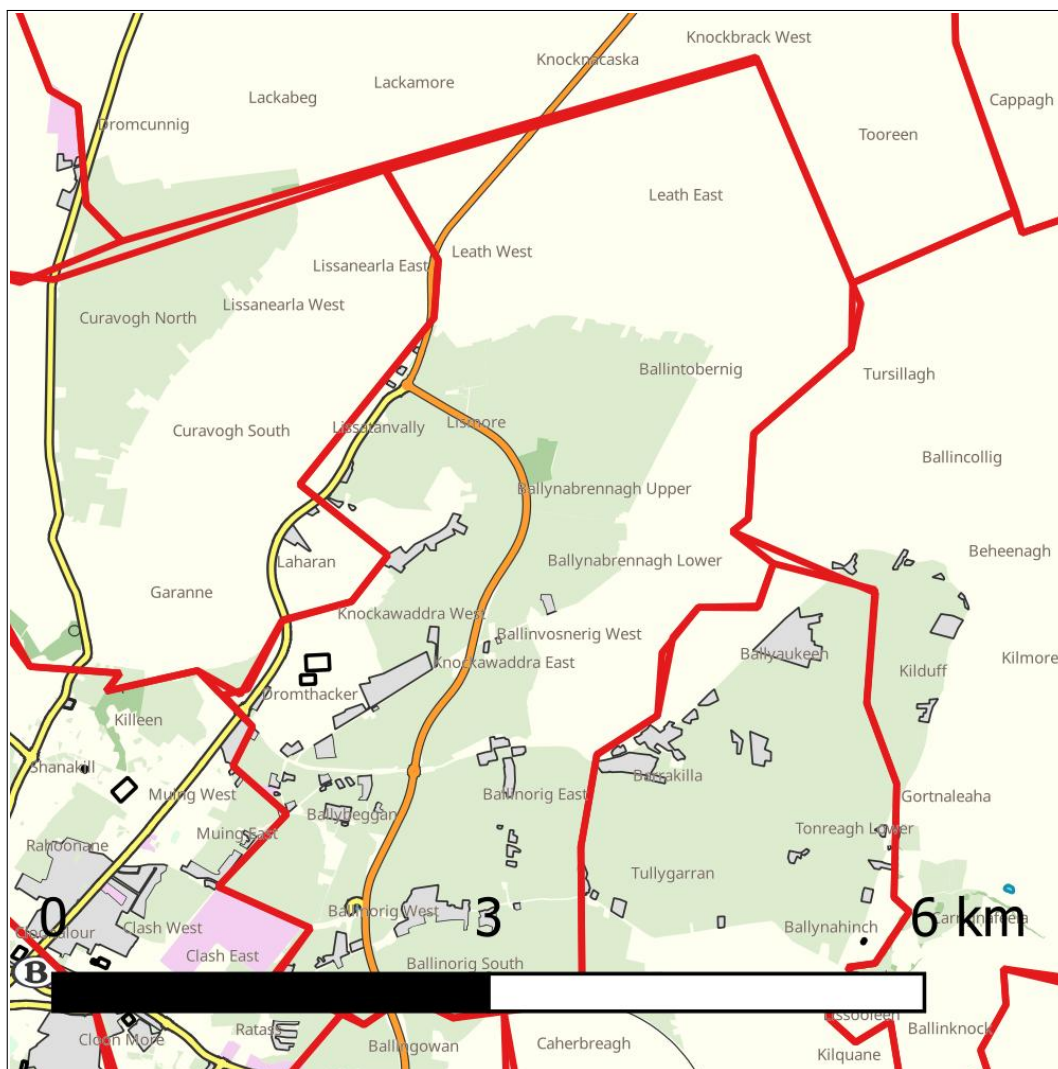 Knockbrack West
Knocknacaska
Lackamore
Lackabeg
Cappagh
Dromcunnig
Tooreen
Leath East
Leath West
Lissanearla East
Lissanearla West
Curavogh North
Ballintobernig
Tursillagh
Lismore
Lissatanvally
Curavogh South
Ballincollig
Ballynabrennagh Upper
Beheenagh
Ballynabrennagh Lower
Laharan
Garanne
Knockawaddra West
Ballinvosnerig West
Ballyaukeen
Kilmore
Knockawaddra East
Kilduff
Dromthacker
Killeen
Shanakill
Barrakilla
Muing West
Ballinorig East
Gortnaleaha
Ballybeggan
Muing East
Tonreagh Lower
Rahoonane
Tullygarran
0
3
6 km
Ballinorig West
Clash West
Ballynahinch
Clash East
Ballinorig South
B
Ratass
Ballinknock
Cloon More
Ballingowan
Caherbreagh
Kilquane